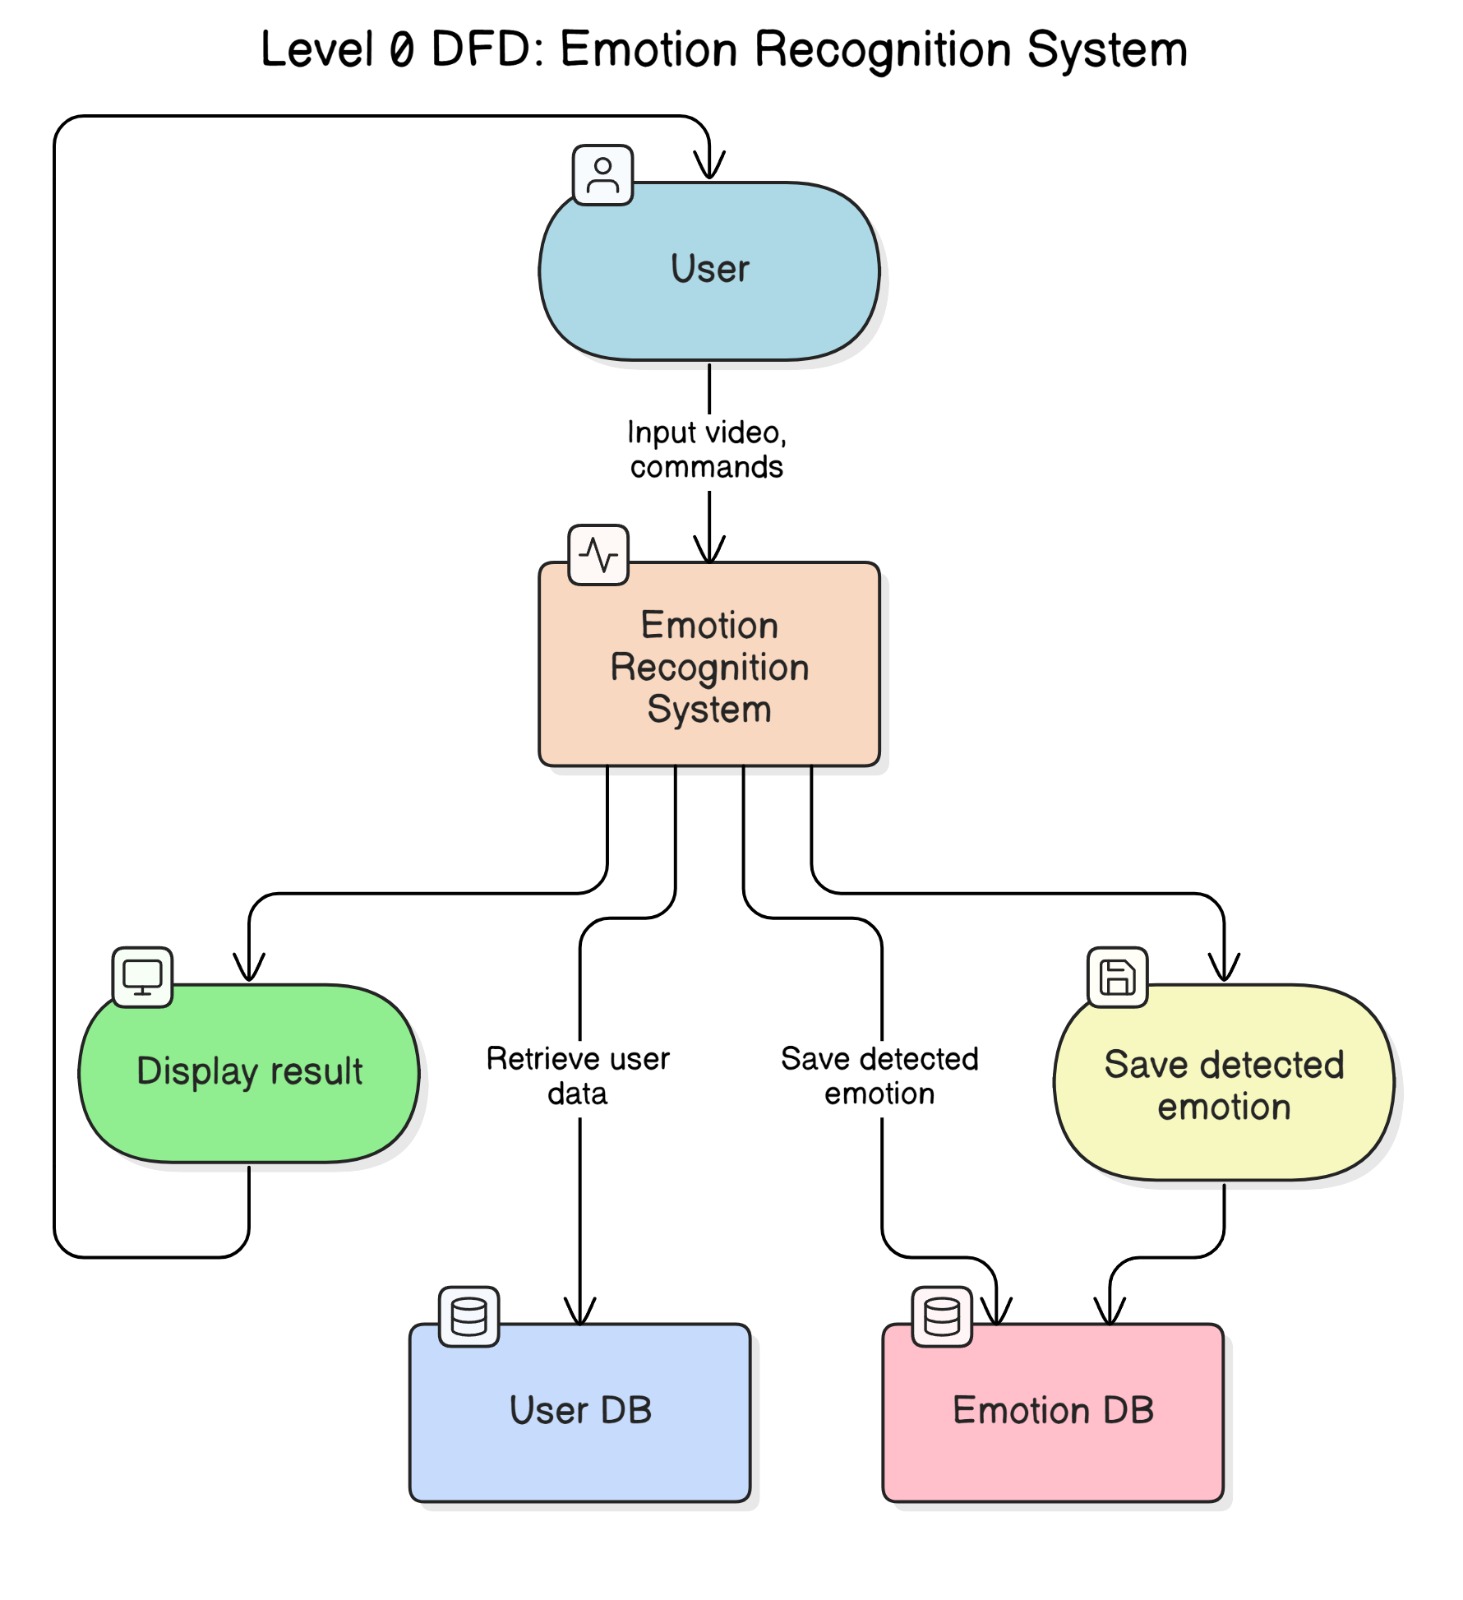 Level 0 DFD: Emotion Recognition System
User
Input video,
commands
Emotion
Recognition
System
Display result
Retrieve user
data
Save detected
emotion
Save detected
emotion
User DB
Emotion DB